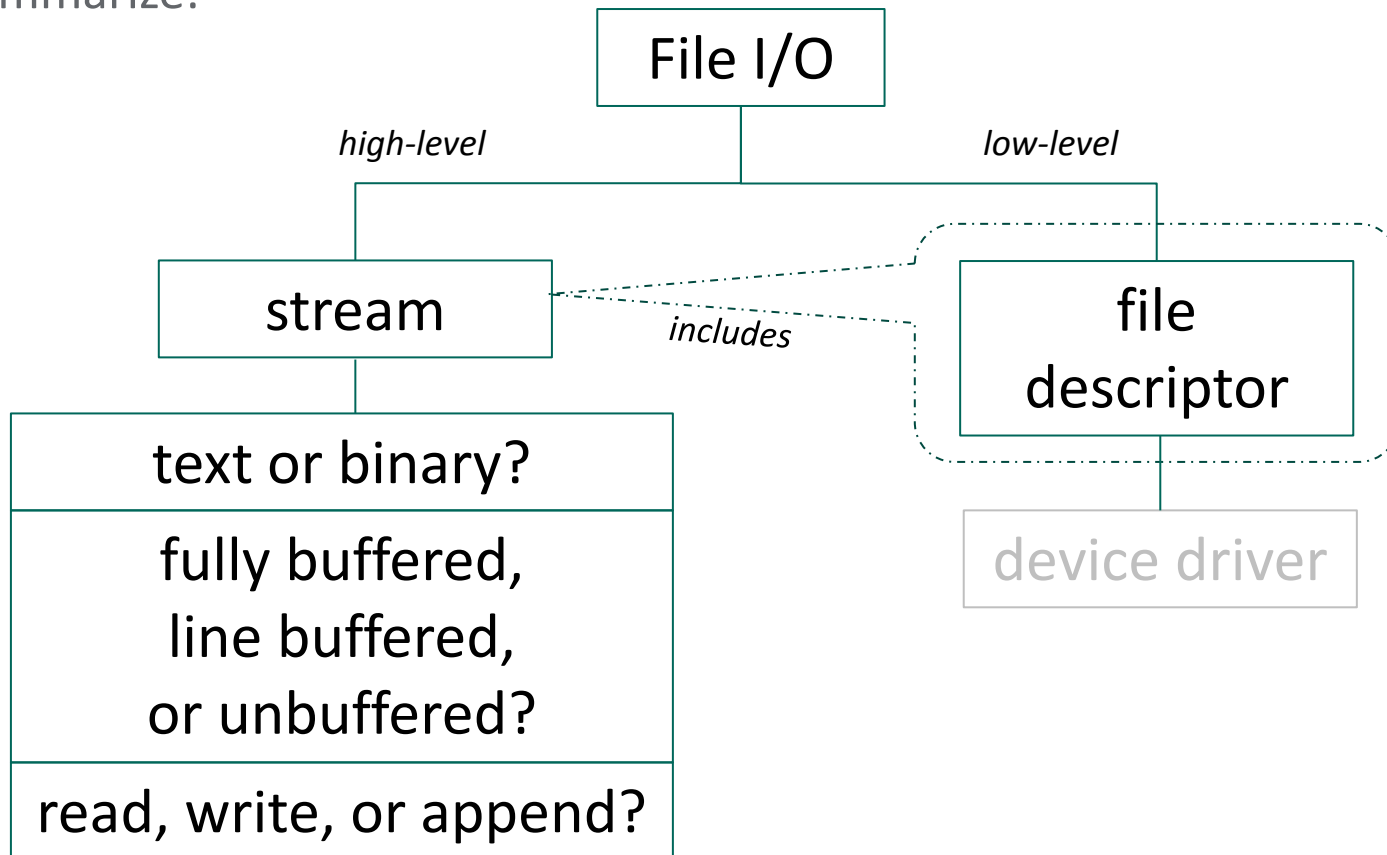 File I/O
high-level
low-level
stream
includes
file
descriptor
text or binary?
fully buffered,
line buffered,
or unbuffered?
device driver
read, write, or append?